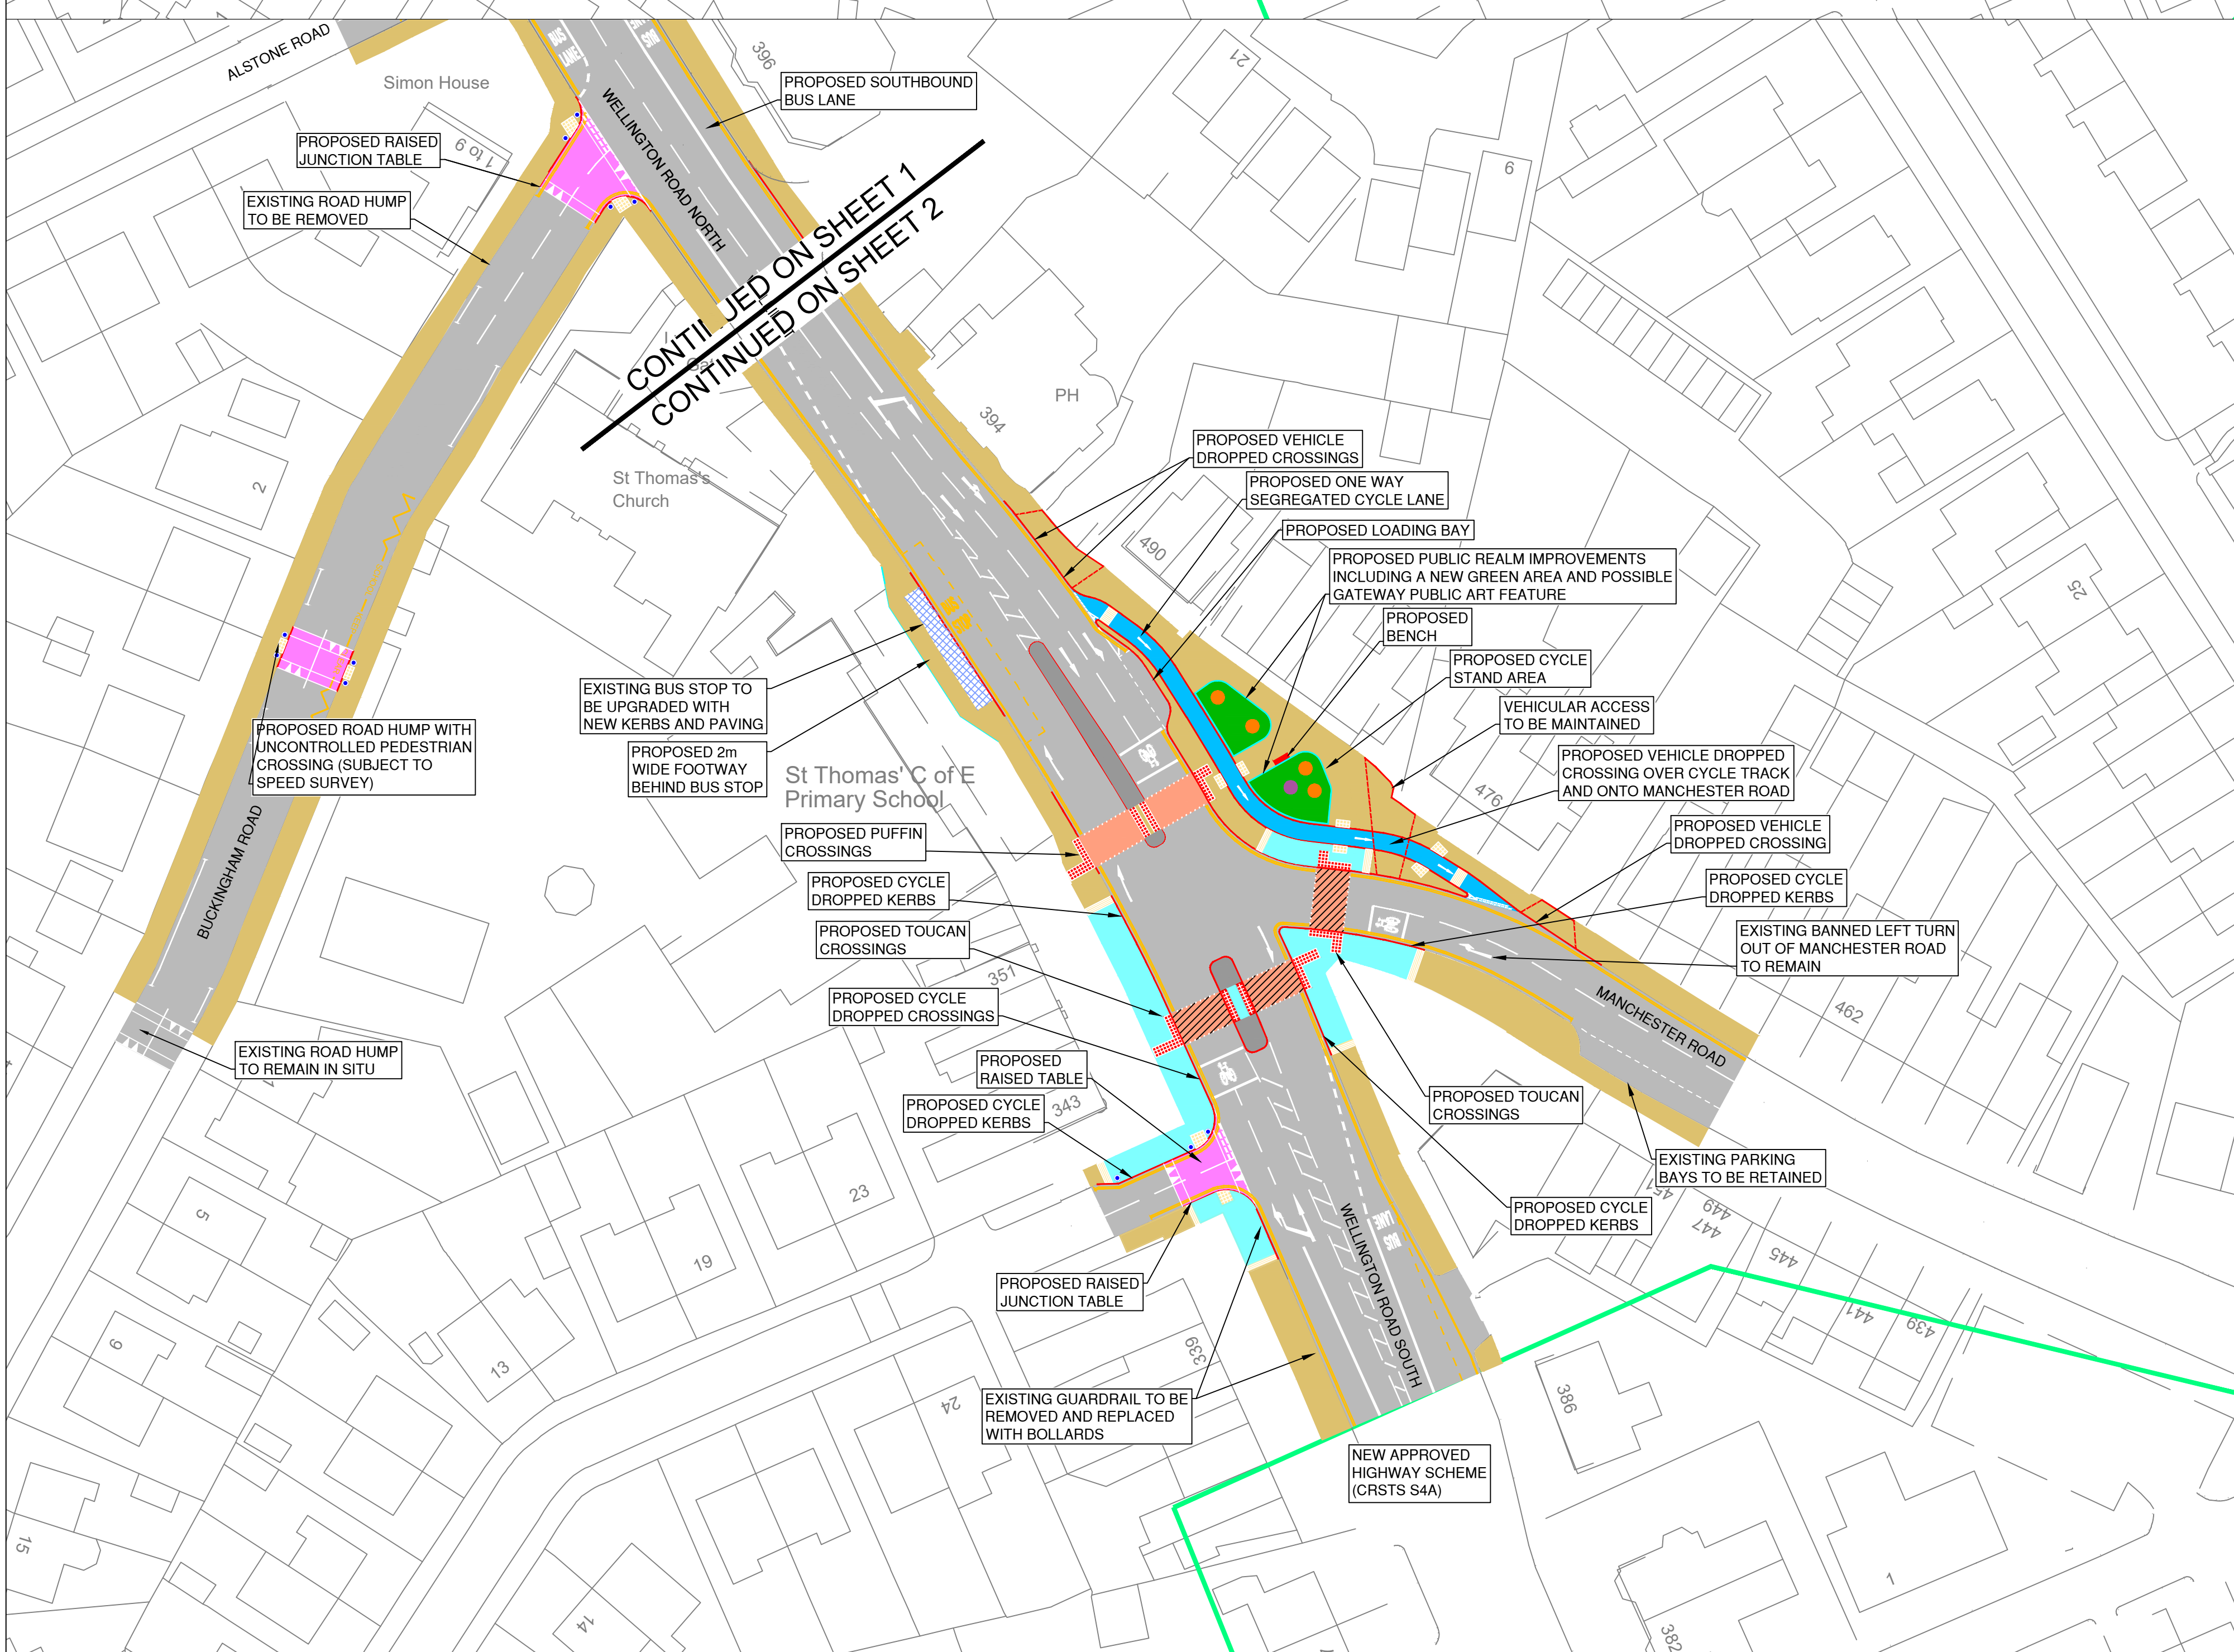 ALSTONE ROAD
Simon House
1 to 9
BUS
LANE
BUS
396
PROPOSED SOUTHBOUND
BUS LANE
21
6
PROPOSED RAISED
JUNCTION TABLE
WELLINGTON ROAD NORTH
EXISTING ROAD HUMP
TO BE REMOVED
CONTINUED ON SHEET 1
CONTINUED ON SHEET 2
PH
394
2
St Thomas's
Church
PROPOSED VEHICLE
DROPPED CROSSINGS
PROPOSED ONE WAY
SEGREGATED CYCLE LANE
PROPOSED LOADING BAY
490
PROPOSED PUBLIC REALM IMPROVEMENTS
INCLUDING A NEW GREEN AREA AND POSSIBLE
GATEWAY PUBLIC ART FEATURE
25
PROPOSED
BENCH
PROPOSED CYCLE
STAND AREA
VEHICULAR ACCESS
TO BE MAINTAINED
EXISTING BUS STOP TO
BE UPGRADED WITH
NEW KERBS AND PAVING
PROPOSED 2m
WIDE FOOTWAY
BEHIND BUS STOP
PROPOSED ROAD HUMP WITH
UNCONTROLLED PEDESTRIAN
CROSSING (SUBJECT TO
SPEED SURVEY)
PROPOSED VEHICLE DROPPED
CROSSING OVER CYCLE TRACK
AND ONTO MANCHESTER ROAD
476
St Thomas' C of E
Primary School
PROPOSED PUFFIN
CROSSINGS
PROPOSED VEHICLE
DROPPED CROSSING
BUCKINGHAM ROAD
PROPOSED CYCLE
DROPPED KERBS
PROPOSED CYCLE
DROPPED KERBS
PROPOSED TOUCAN
CROSSINGS
EXISTING BANNED LEFT TURN
OUT OF MANCHESTER ROAD
TO REMAIN
351
PROPOSED CYCLE
DROPPED CROSSINGS
MANCHESTER ROAD
462
EXISTING ROAD HUMP
TO REMAIN IN SITU
PROPOSED
RAISED TABLE
343
PROPOSED CYCLE
DROPPED KERBS
PROPOSED TOUCAN
CROSSINGS
EXISTING PARKING
BAYS TO BE RETAINED
451
449
447
445
441
439
PROPOSED CYCLE
DROPPED KERBS
23
19
5
BUS
LANE
WELLINGTON ROAD SOUTH
PROPOSED RAISED
JUNCTION TABLE
339
9
13
24
EXISTING GUARDRAIL TO BE
REMOVED AND REPLACED
WITH BOLLARDS
386
NEW APPROVED
HIGHWAY SCHEME
(CRSTS S4A)
15
14
1
382